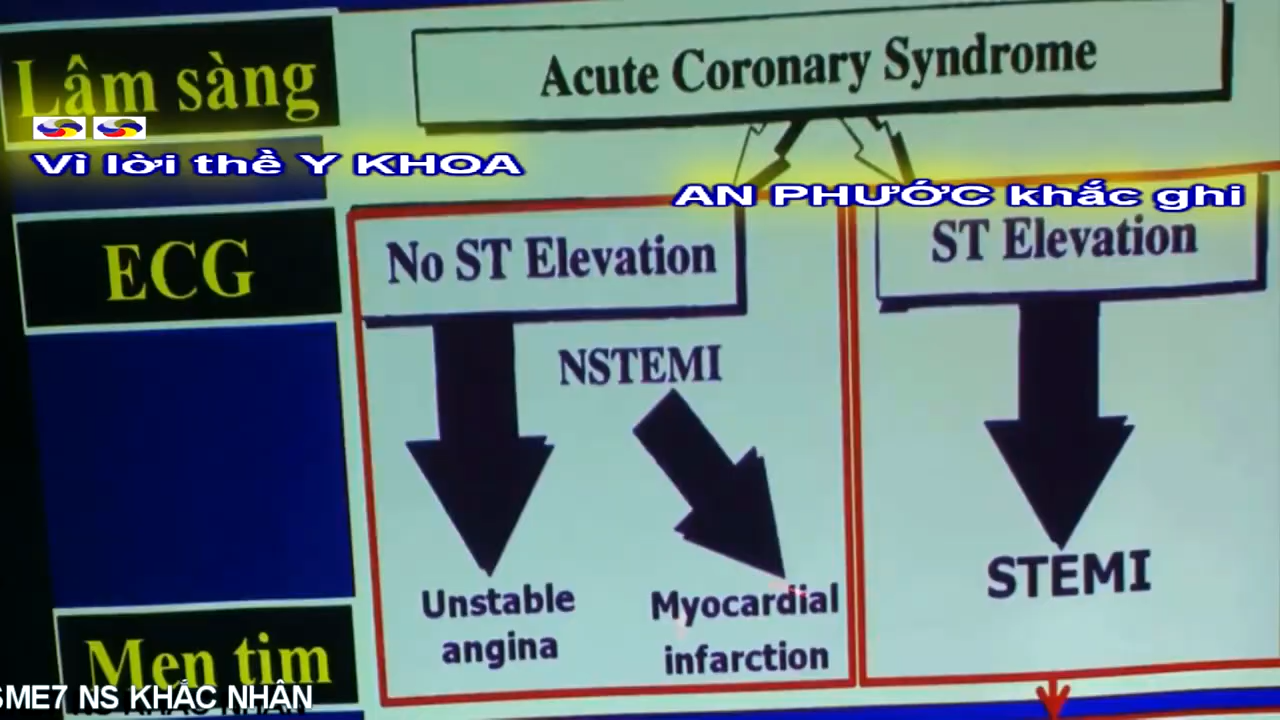 Lâm sàng
Acute Coronary Syndrome
Vì lời thề Y KHOA
AN PHƯỚC khắc ghi
ECG
No ST Elevation
ST Elevation
NSTEMI
STEMI
Unstable
angina
Myocardial
infarction
Men tim
SME7 NS KHẮC NHÂN